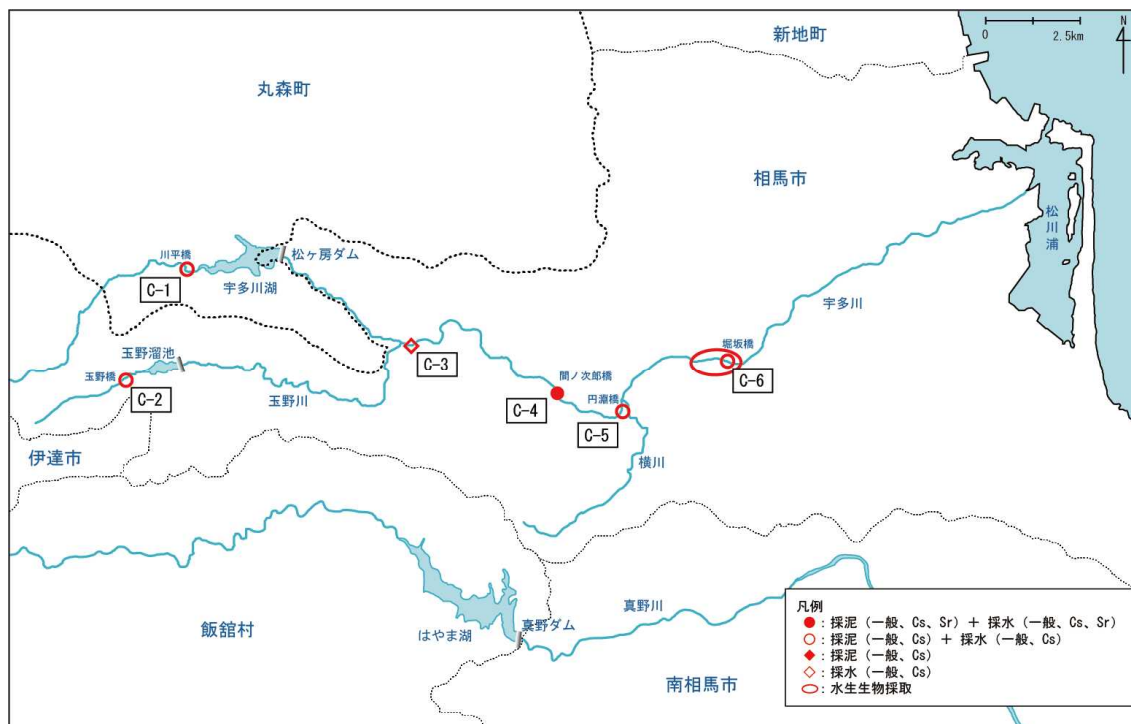 新地町
0 2.5km
N
丸森町
相馬市
松川浦
川平橋
松ヶ房ダム
C-1
宇多川湖
宇多川
玉野溜池
C-3
堀坂橋
玉野橋
間ノ次郎橋
C-6
C-2
玉野川
C-4
円淵橋
C-5
伊達市
横川
凡例
●:採泥(一般、Cs、Sr)+ 採水(一般、Cs、Sr)
○:採泥(一般、Cs)+ 採水(一般、Cs)
◆:採泥(一般、Cs)
◇:採水(一般、Cs)
:水生生物採取
真野川
飯舘村
はやま湖
真野ダム
南相馬市